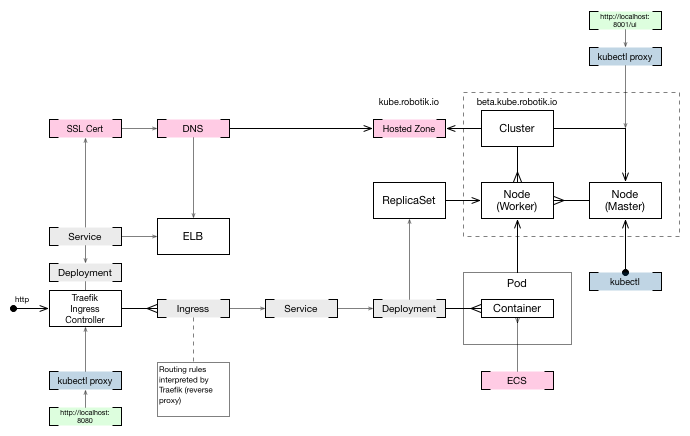 http://localhost:
8001/ui
kubectl proxy
kube.robotik.io
beta.kube.robotik.io
SSL Cert
DNS
Hosted Zone
Cluster
ReplicaSet
Node
(Worker)
Node
(Master)
Service
ELB
Deployment
Pod
kubectl
http
Traefik
Ingress
Controller
Ingress
Service
Deployment
Container
Routing rules
interpreted by
Traefik (reverse
proxy)
kubectl proxy
ECS
http://localhost:
8080